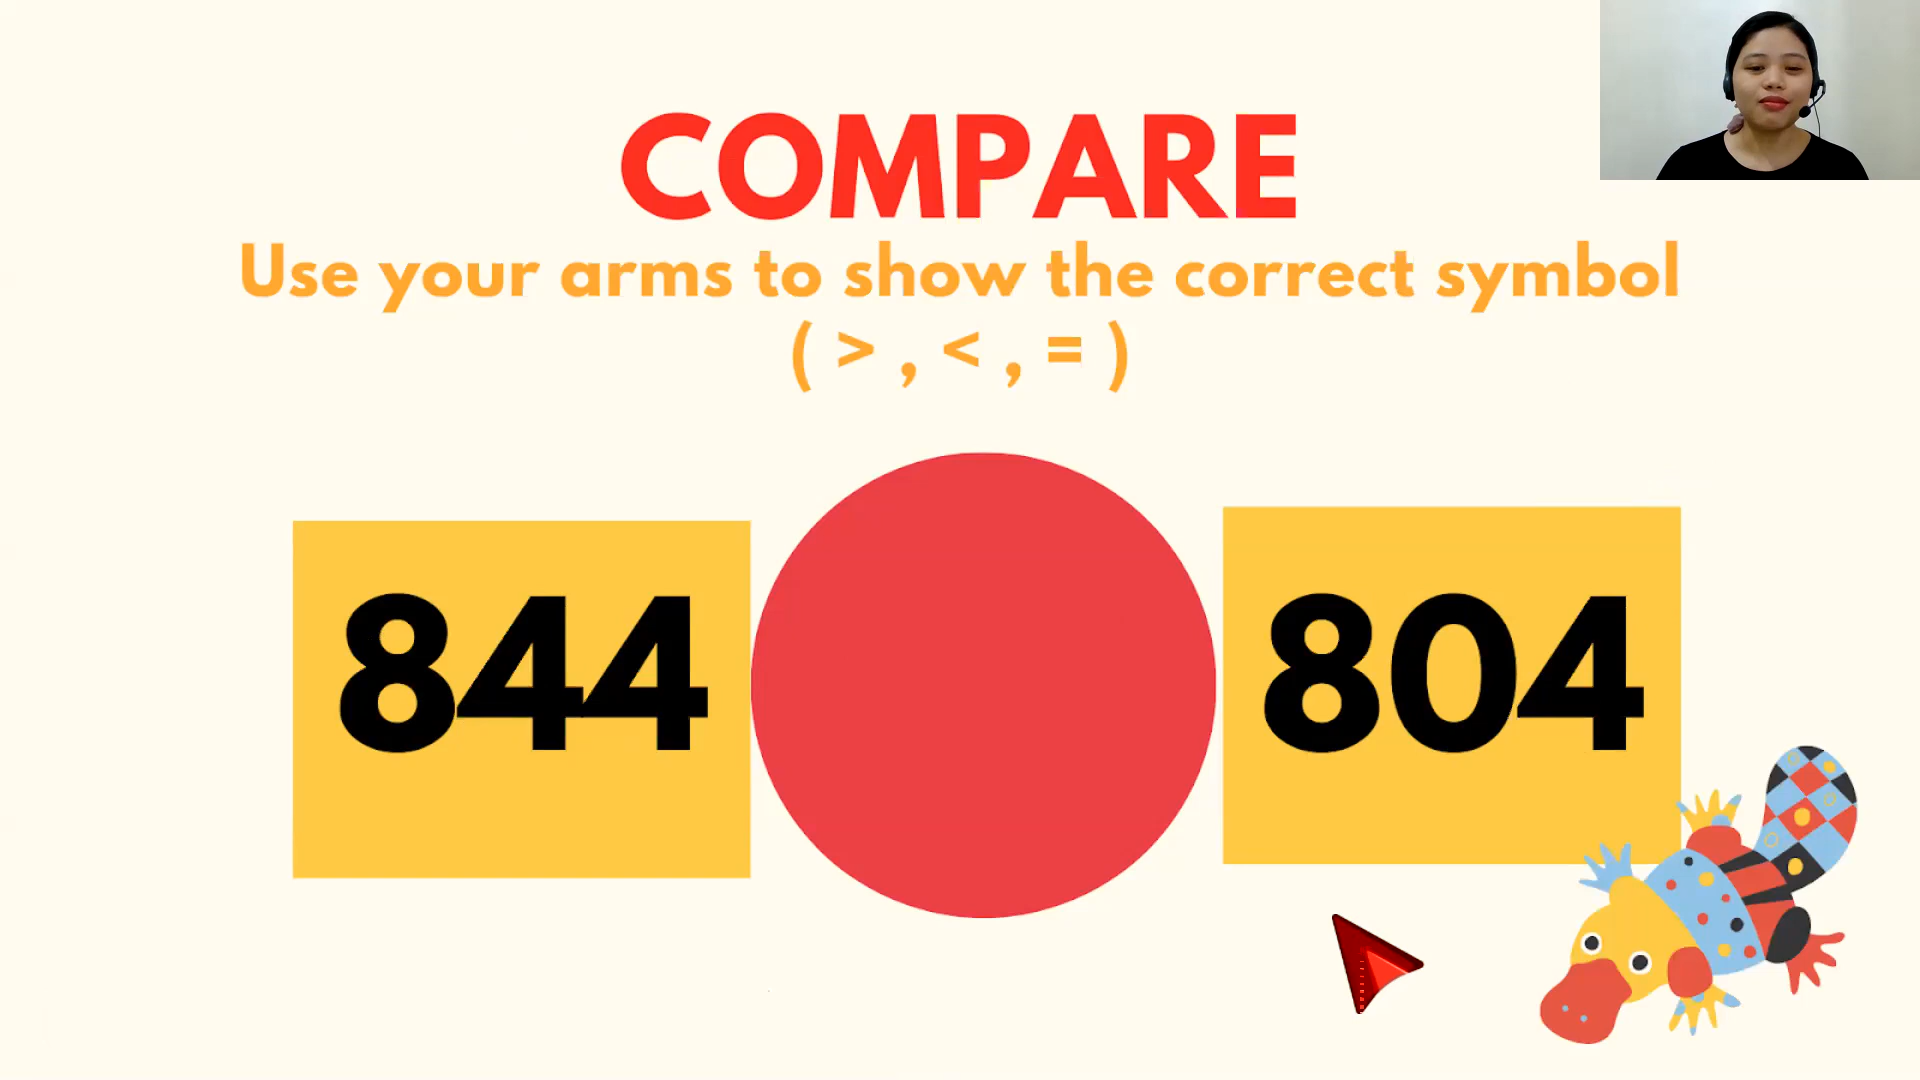 COMPARE
Use your arms to show the correct symbol
( > , < , = )
844 804